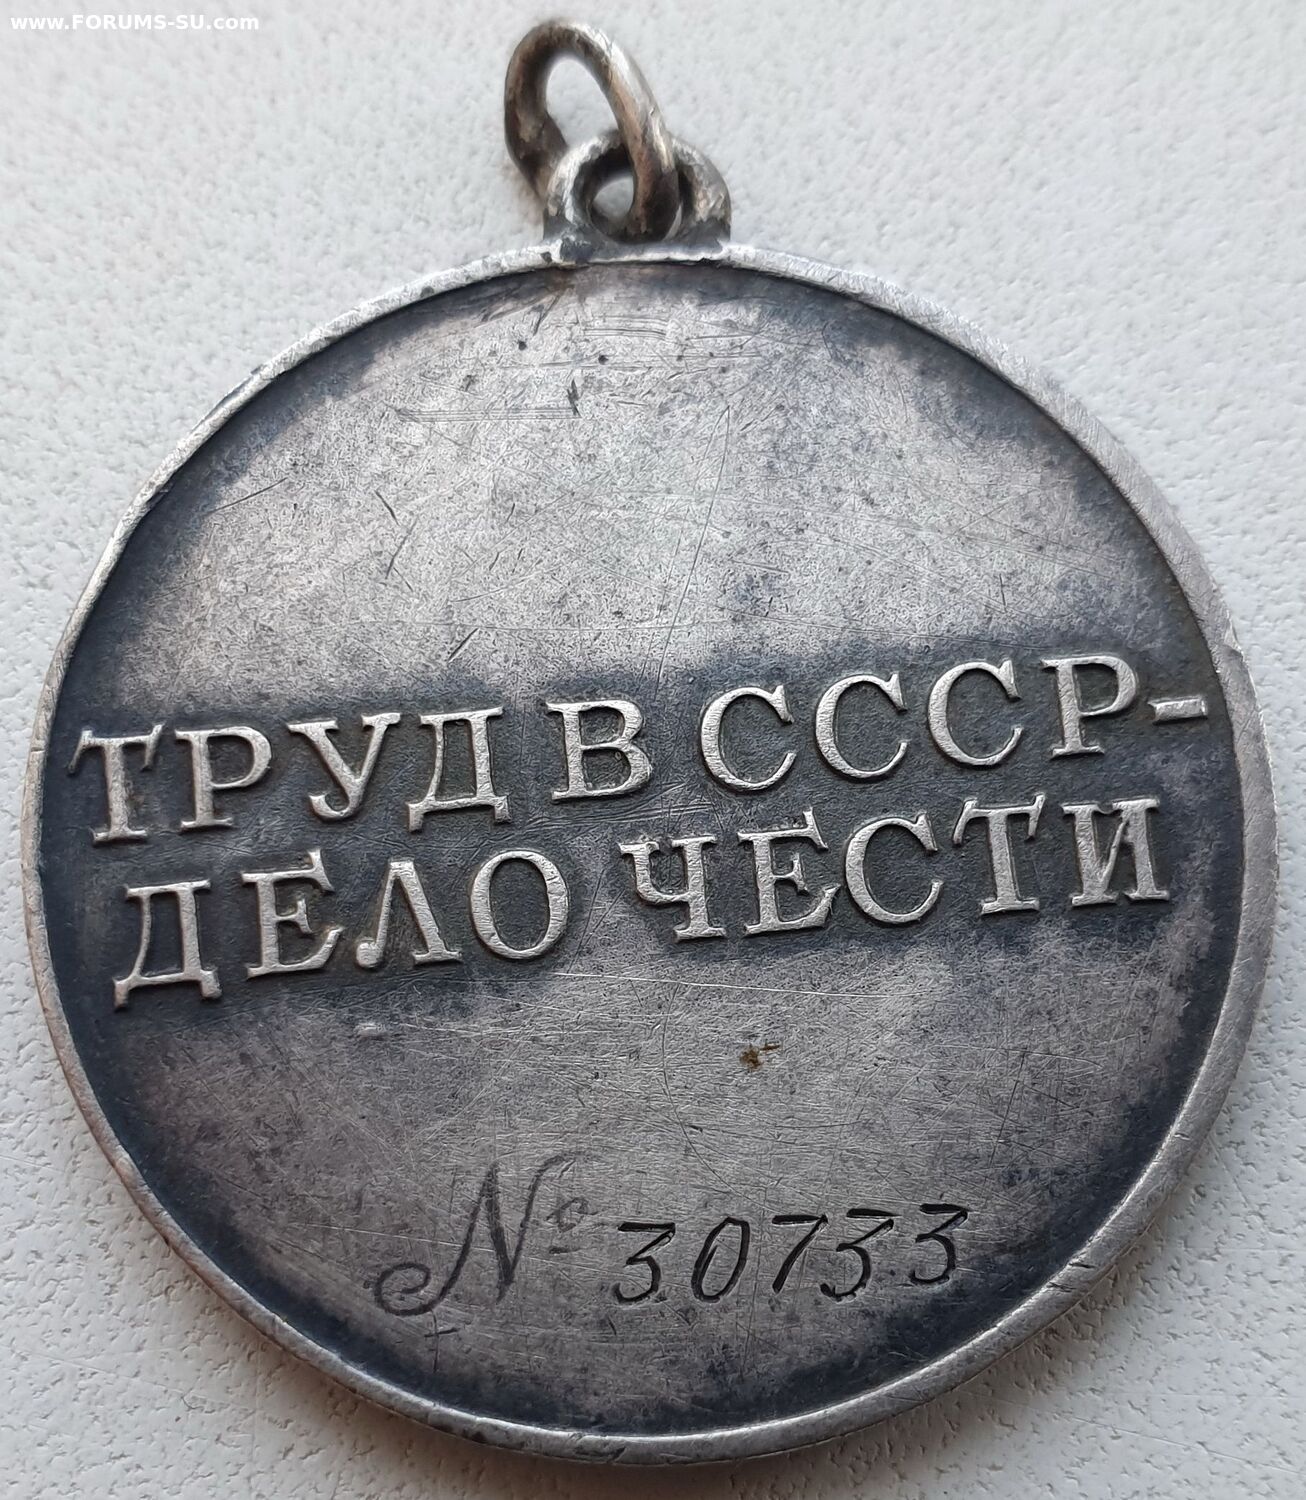 www.FORUMS-SU.com
ТРУД В СССР-
ДЕЛО ЧЕСТИ
№ 30733